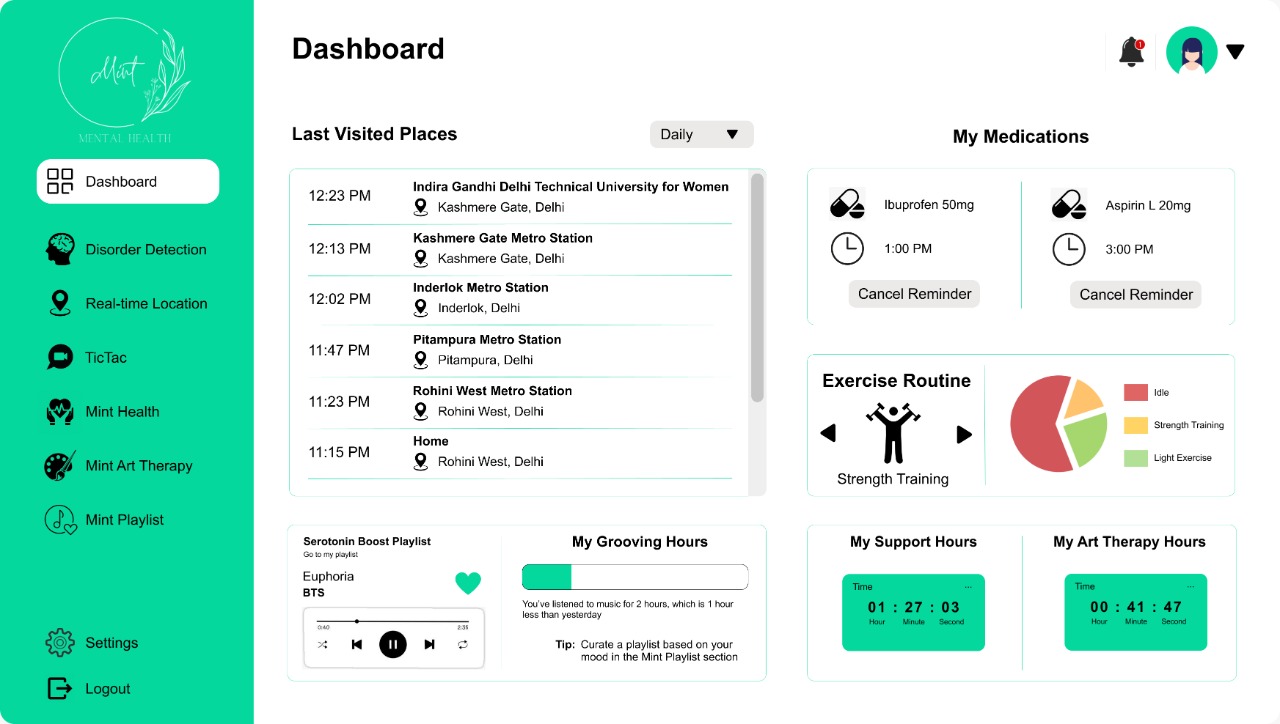 Mint
MENTAL HEALTH
Dashboard
Disorder Detection
Real-time Location
TicTac
Mint Health
Mint Art Therapy
Mint Playlist
Settings
Logout
Dashboard
1
Last Visited Places
Daily
12:23 PM
Indira Gandhi Delhi Technical University for Women
Kashmere Gate, Delhi
12:13 PM
Kashmere Gate Metro Station
Kashmere Gate, Delhi
12:02 PM
Inderlok Metro Station
Inderlok, Delhi
11:47 PM
Pitampura Metro Station
Pitampura, Delhi
11:23 PM
Rohini West Metro Station
Rohini West, Delhi
11:15 PM
Home
Rohini West, Delhi
My Medications
Ibuprofen 50mg
1:00 PM
Cancel Reminder
Aspirin L 20mg
3:00 PM
Cancel Reminder
Exercise Routine
Strength Training
Idle
Strength Training
Light Exercise
Serotonin Boost Playlist
Go to my playlist
Euphoria
BTS
0:40
2:35
My Grooving Hours
You've listened to music for 2 hours, which is 1 hour
less than yesterday
Tip: Curate a playlist based on your
mood in the Mint Playlist section
My Support Hours
Time
...
01 : 27 : 03
Hour Minute Second
My Art Therapy Hours
Time
...
00 : 41 : 47
Hour Minute Second